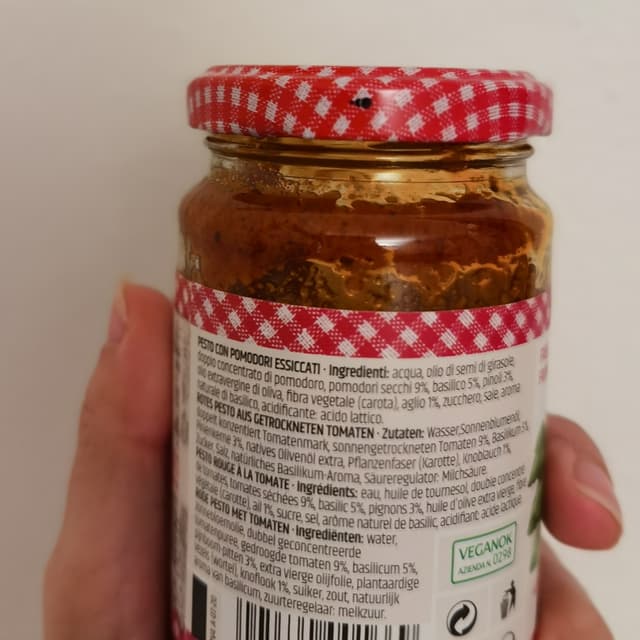 PESTO CON POMODORI ESSICCATI · Ingredienti: acqua, olio di semi di girasole,
doppio concentrato di pomodoro, pomodori secchi 9%, basilico 5%, pinoli 3%,
olio extravergine di oliva, fibra vegetale (carota), aglio 1%, zucchero, sale, aroma
naturale di basilico, acidificante: acido lattico.
ROTES PESTO AUS GETROCKNETEN TOMATEN · Zutaten: Wasser, Sonnenblumenöl,
doppelt konzentriert Tomatenmark, sonnengetrockneten Tomaten 9%, Basilikum 5%,
Pinienkerne 3%, natives Olivenöl extra, Pflanzenfaser (Karotte), Knoblauch 1%,
Zucker, Salz, natürliches Basilikum-Aroma, Säureregulator: Milchsäure.
PESTO ROUGE À LA TOMATE · Ingrédients: eau, huile de tournesol, double concentré
de tomates, tomates séchées 9%, basilic 5%, pignons 3%, huile d'olive extra vierge, fibre
végétale (carotte), ail 1%, sucre, sel, arôme naturel de basilic, acidifiant: acide lactique.
RODE PESTO MET TOMATEN · Ingrediënten: water,
zonnebloemolie, dubbel geconcentreerde
tomatenpuree, gedroogde tomaten 9%, basilicum 5%,
pijnboom-pitten 3%, extra vierge olijfolie, plantaardige
vezels (wortel), knoflook 1%, suiker, zout, natuurlijk
aroma van basilicum, zuurteregelaar: melkzuur.
VEGANOK
AZIENDA N. 0298